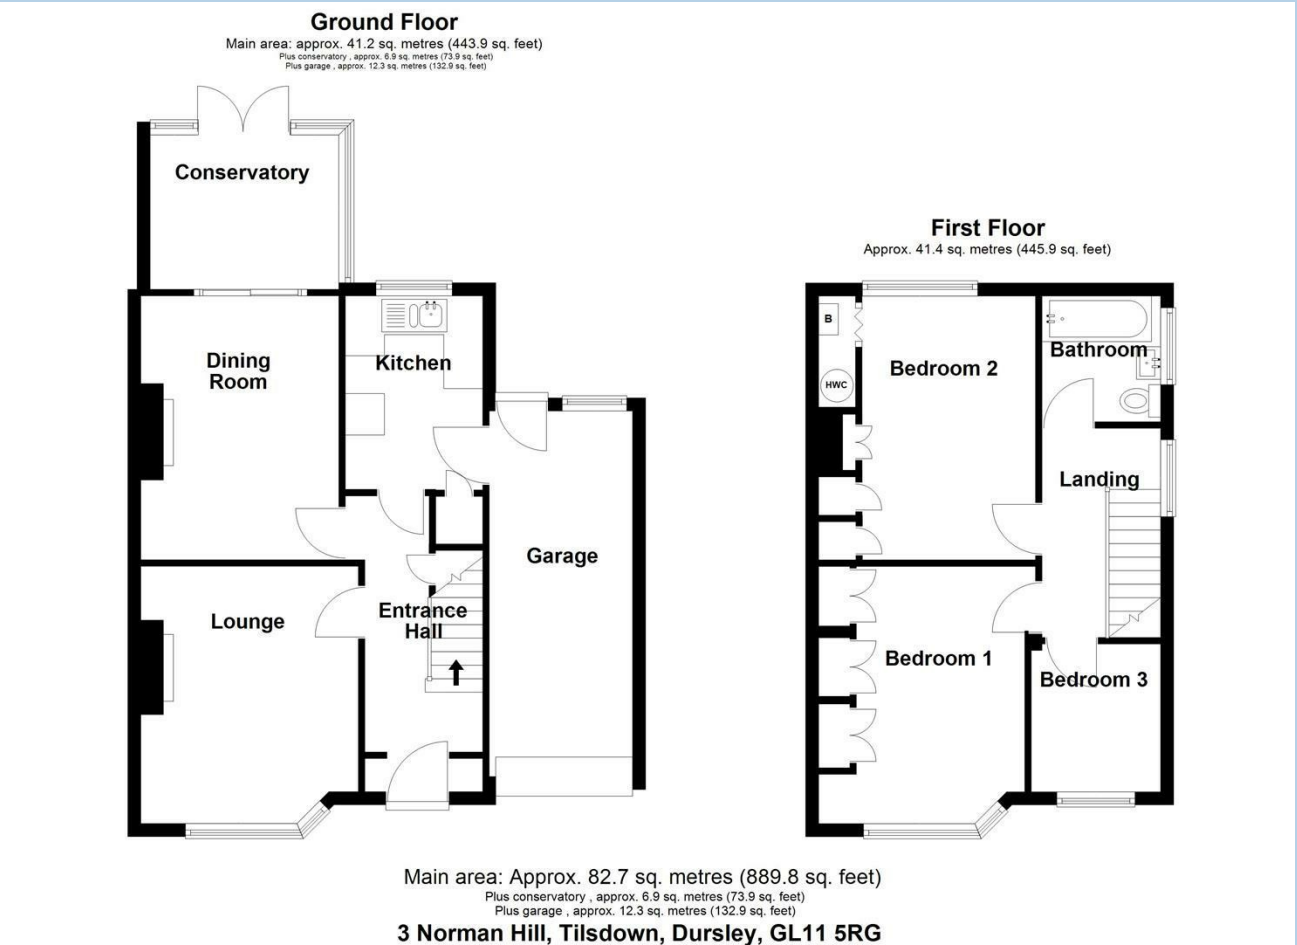 Ground Floor
Main area: approx. 41.2 sq. metres (443.9 sq. feet)
Plus conservatory , approx. 6.9 sq. metres (73.9 sq. feet)
Plus garage , approx. 12.3 sq. metres (132.9 sq. feet)
Conservatory
Dining
Room
Kitchen
Garage
Lounge
Entrance
Hall
First Floor
Approx. 41.4 sq. metres (445.9 sq. feet)
B
HWC
Bedroom 2
Bathroom
Landing
Bedroom 1
Bedroom 3
Main area: Approx. 82.7 sq. metres (889.8 sq. feet)
Plus conservatory , approx. 6.9 sq. metres (73.9 sq. feet)
Plus garage , approx. 12.3 sq. metres (132.9 sq. feet)
3 Norman Hill, Tilsdown, Dursley, GL11 5RG